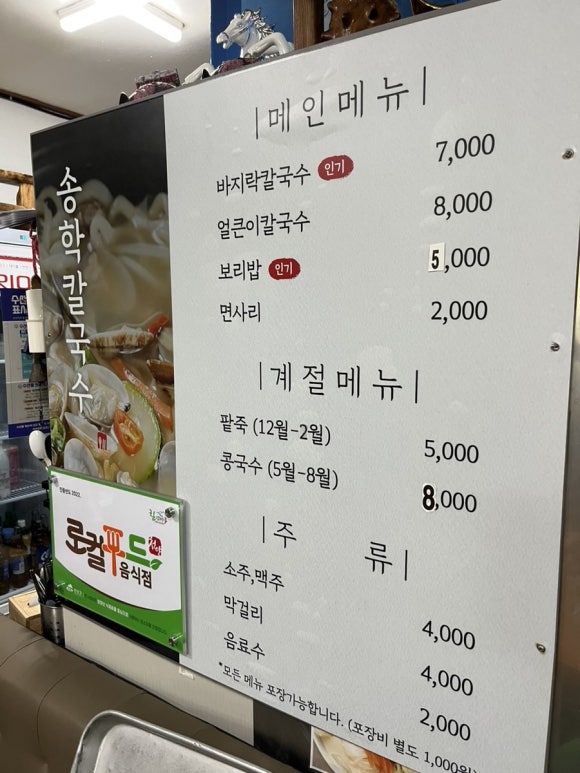 송학칼국수
메인메뉴
바지락칼국수 인기 7,000
얼큰이칼국수 8,000
보리밥 인기 5,000
면사리 2,000
계절메뉴
팥죽 (12월-2월) 5,000
콩국수 (5월-8월) 8,000
주 류
소주,맥주 4,000
막걸리 4,000
음료수 2,000
*모든 메뉴 포장가능합니다. (포장비 별도 1,000원)
로컬푸드
음식점